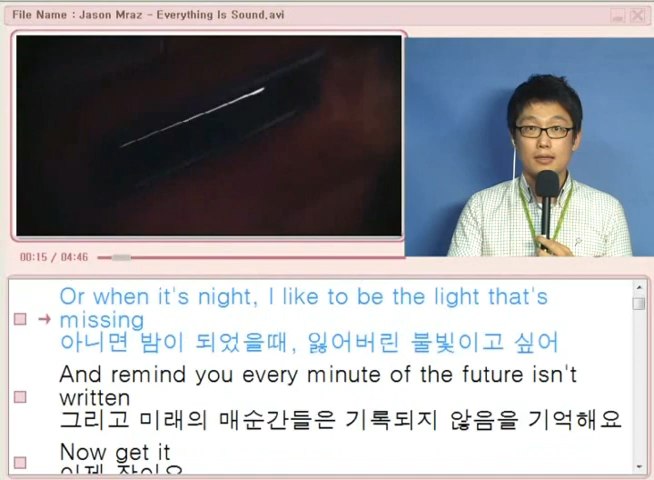 File Name : Jason Mraz - Everything Is Sound.avi
00:15 / 04:46
Or when it's night, I like to be the light that's
missing
아니면 밤이 되었을때, 잃어버린 불빛이고 싶어
And remind you every minute of the future isn't
written
그리고 미래의 매순간들은 기록되지 않음을 기억해요
Now get it